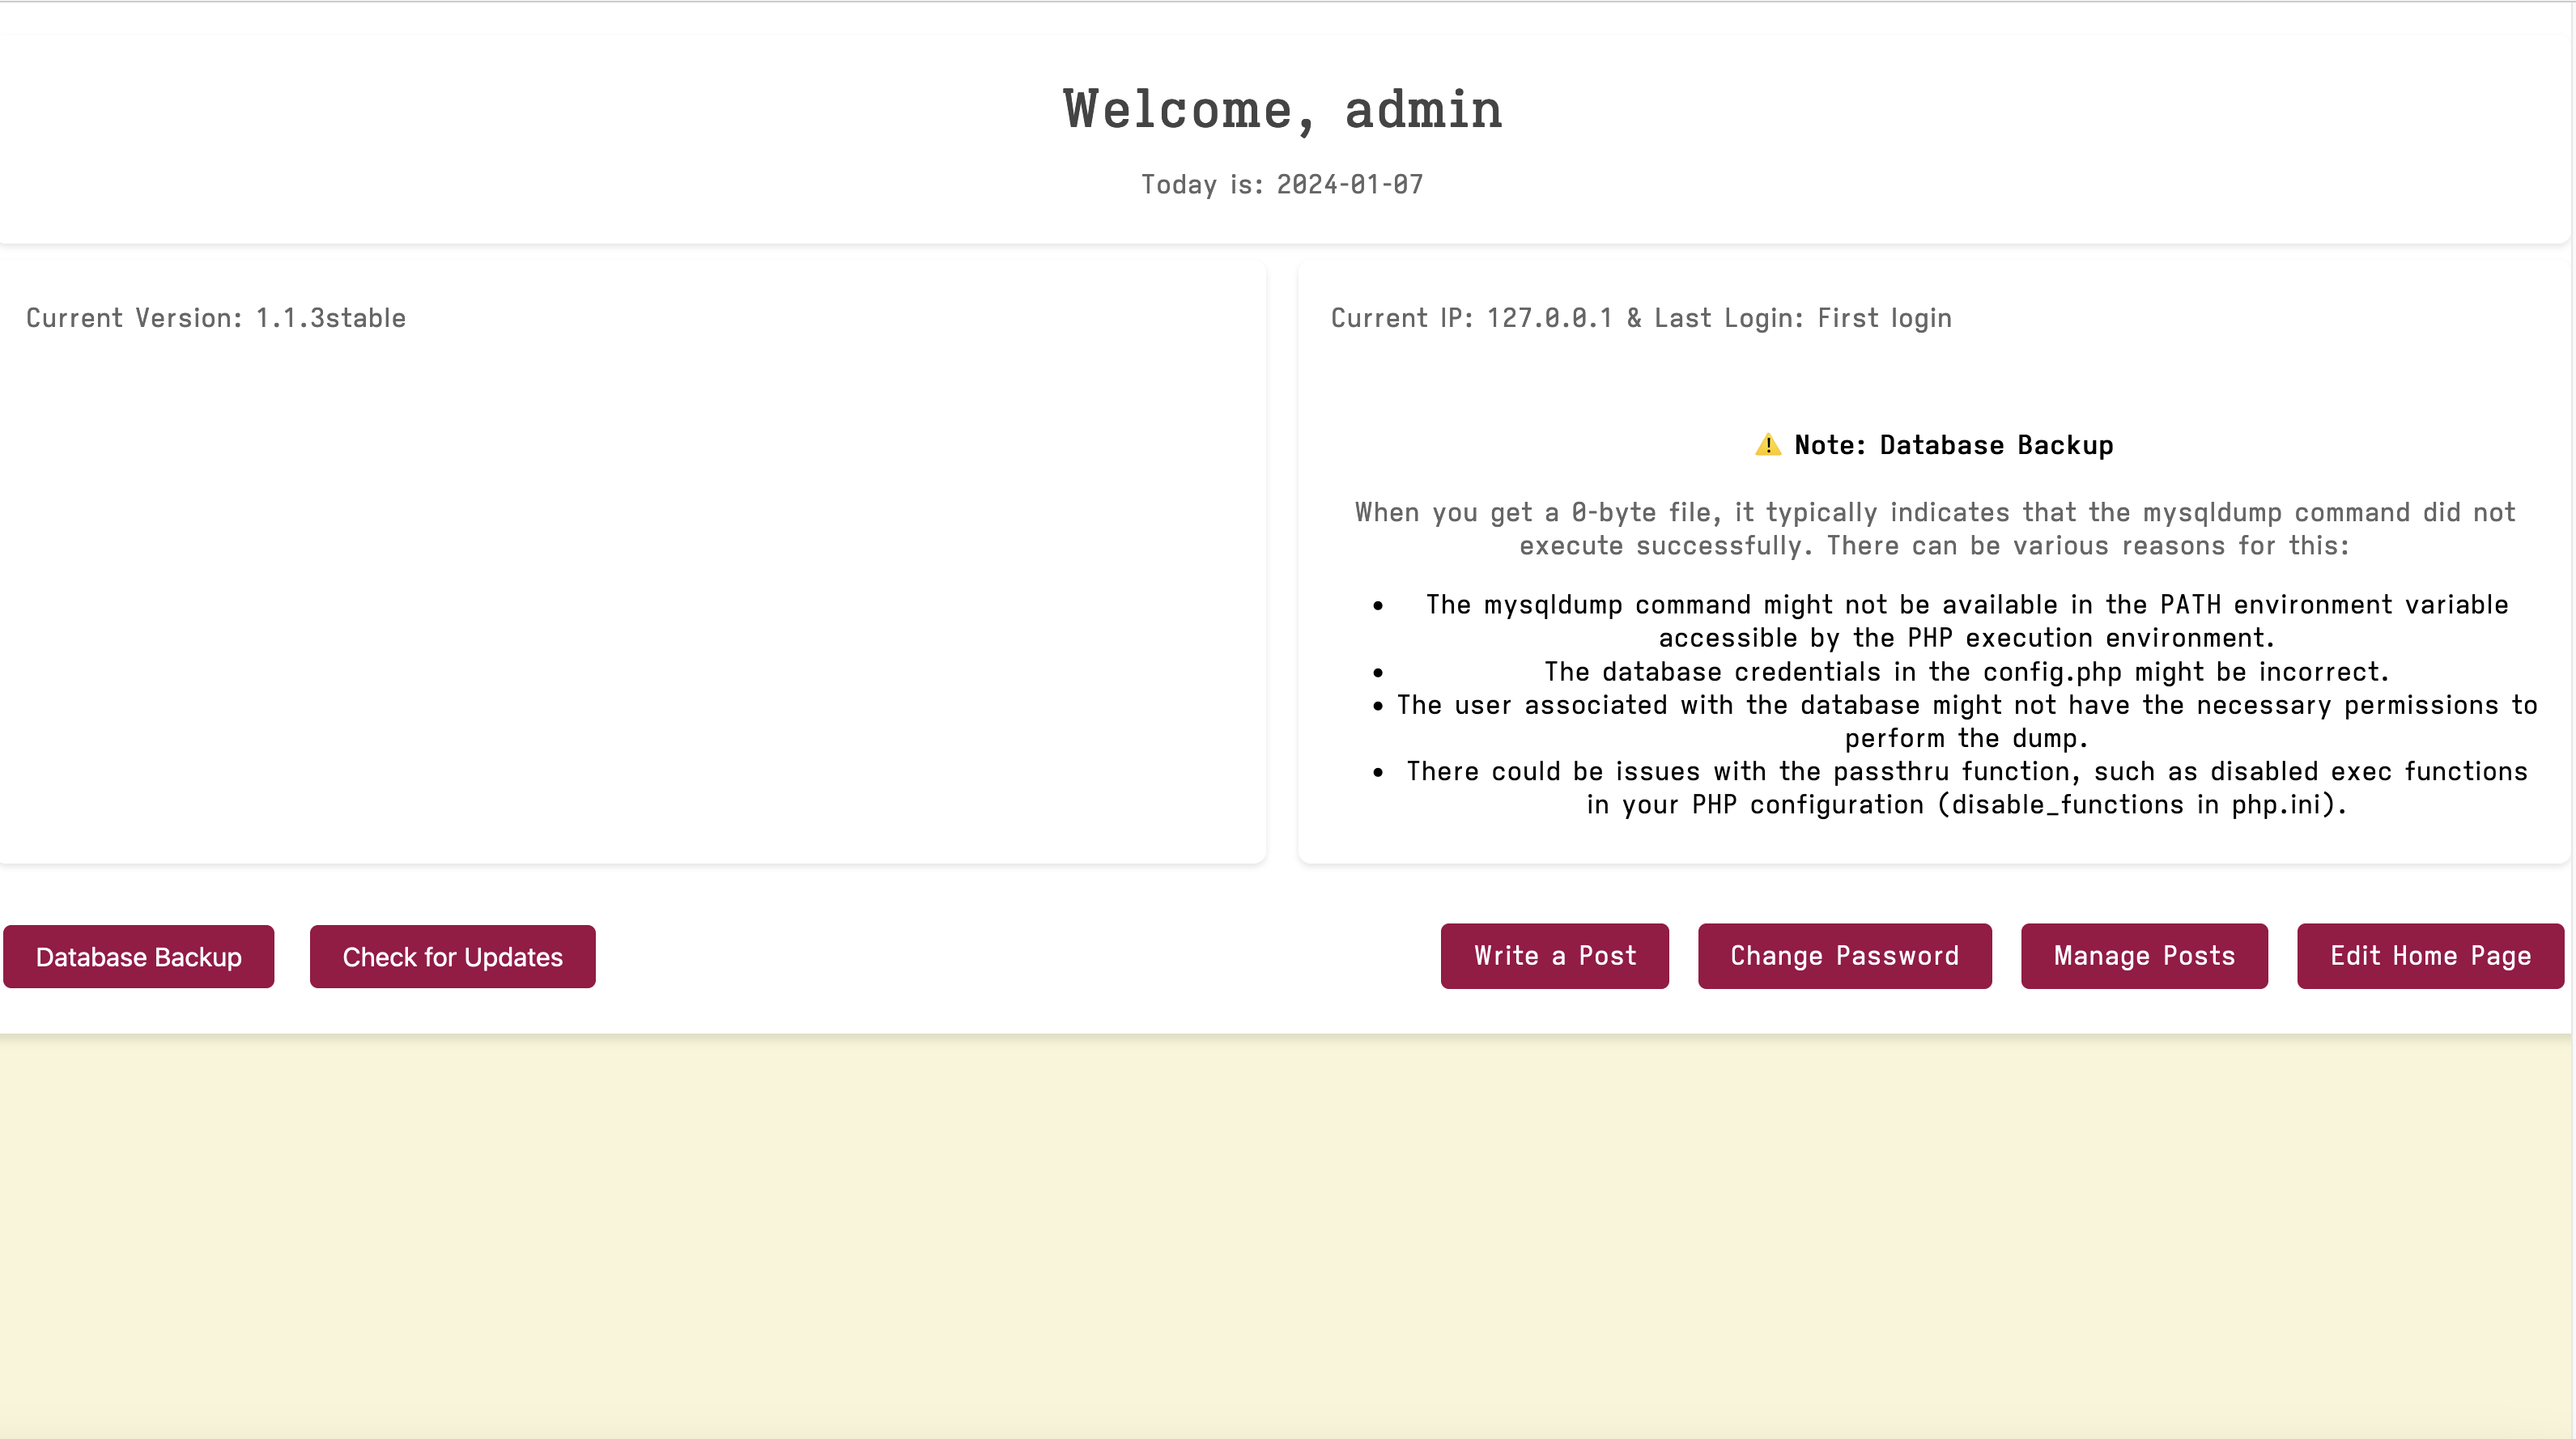 Welcome, admin
Today is: 2024-01-07
Current Version: 1.1.3stable
Current IP: 127.0.0.1 & Last Login: First login
⚠️ Note: Database Backup
When you get a 0-byte file, it typically indicates that the mysqldump command did not
execute successfully. There can be various reasons for this:
• The mysqldump command might not be available in the PATH environment variable
accessible by the PHP execution environment.
• The database credentials in the config.php might be incorrect.
• The user associated with the database might not have the necessary permissions to
perform the dump.
• There could be issues with the passthru function, such as disabled exec functions
in your PHP configuration (disable_functions in php.ini).
Database Backup
Check for Updates
Write a Post
Change Password
Manage Posts
Edit Home Page